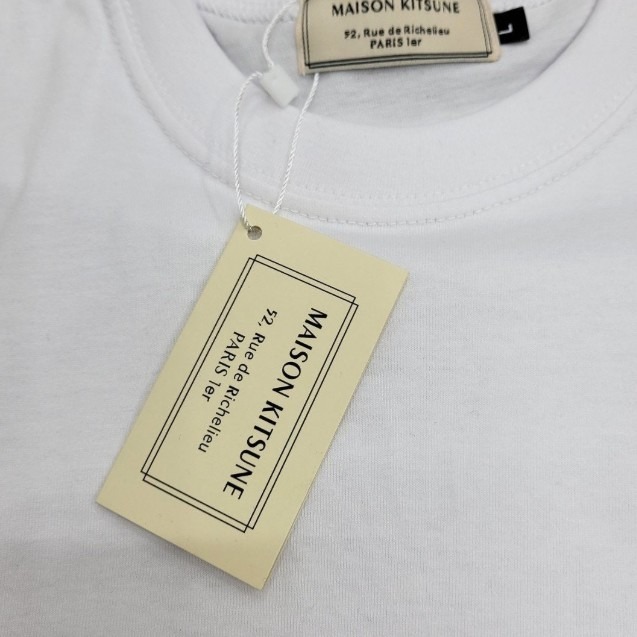 MAISON KITSUNE
52, Rue de Richelieu
PARIS 1er
L
MAISON KITSUNE
52, Rue de Richelieu
PARIS 1er